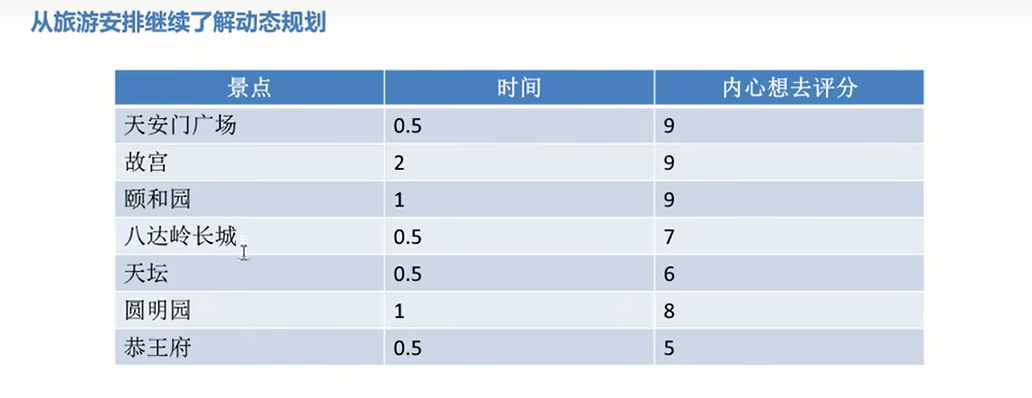 从旅游安排继续了解动态规划
景点 时间 内心想去评分
天安门广场 0.5 9
故宫 2 9
颐和园 1 9
八达岭长城 0.5 7
天坛 0.5 6
圆明园 1 8
恭王府 0.5 5